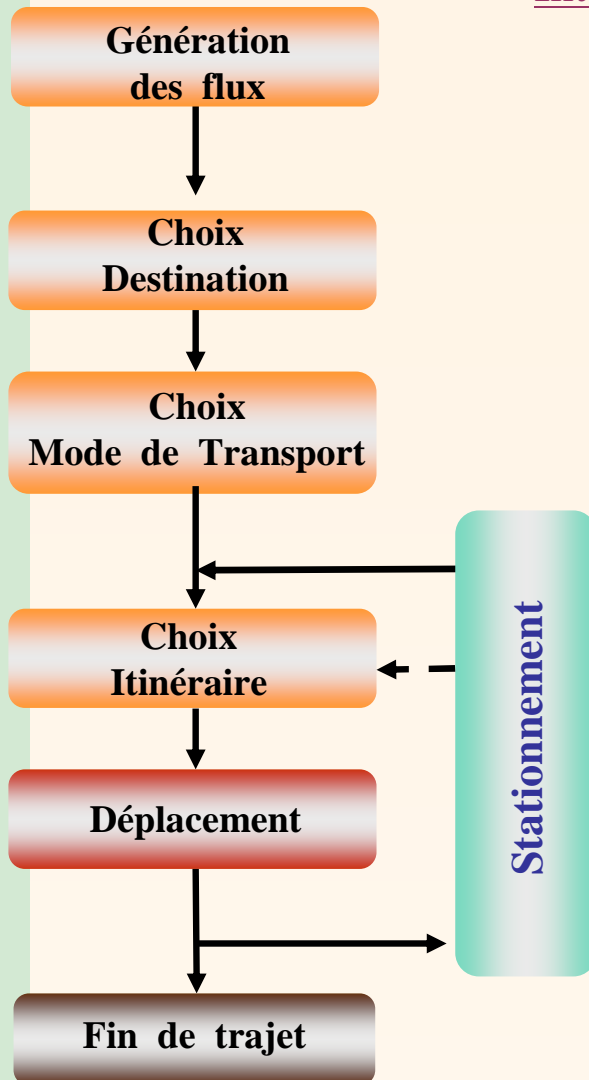 Génération
des flux
Choix
Destination
Choix
Mode de Transport
Choix
Itinéraire
Stationnement
Déplacement
Fin de trajet